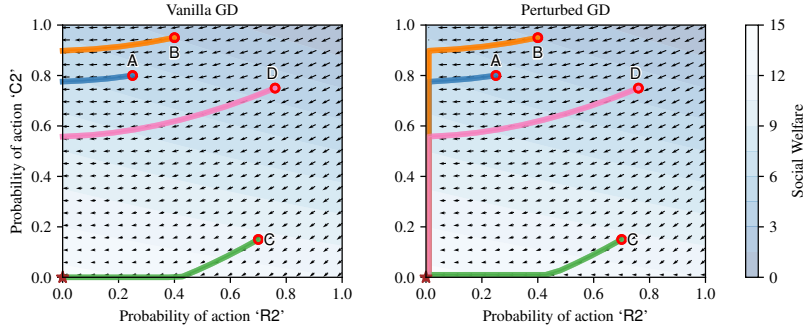 Vanilla GD
Perturbed GD
1.0
0.8
0.6
0.4
0.2
0.0
Probability of action ‘C2’
A
B
D
C
0.0 0.2 0.4 0.6 0.8 1.0
Probability of action ‘R2’
1.0
0.8
0.6
0.4
0.2
0.0
A
B
D
C
0.0 0.2 0.4 0.6 0.8 1.0
Probability of action ‘R2’
15
12
9
6
3
0
Social Welfare